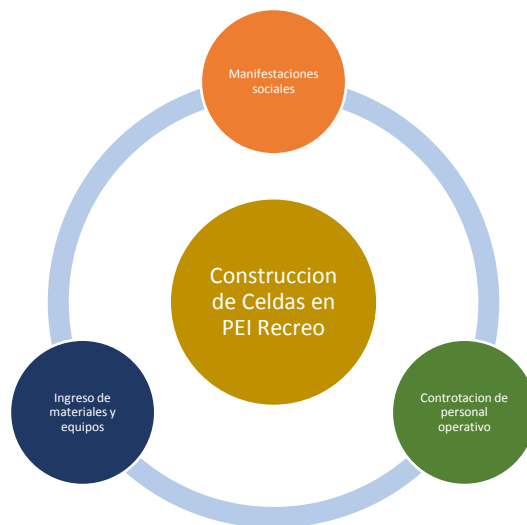 Manifestaciones
sociales
Construccion
de Celdas en
PEI Recreo
Ingreso de
materiales y
equipos
Controtacion de
personal
operativo